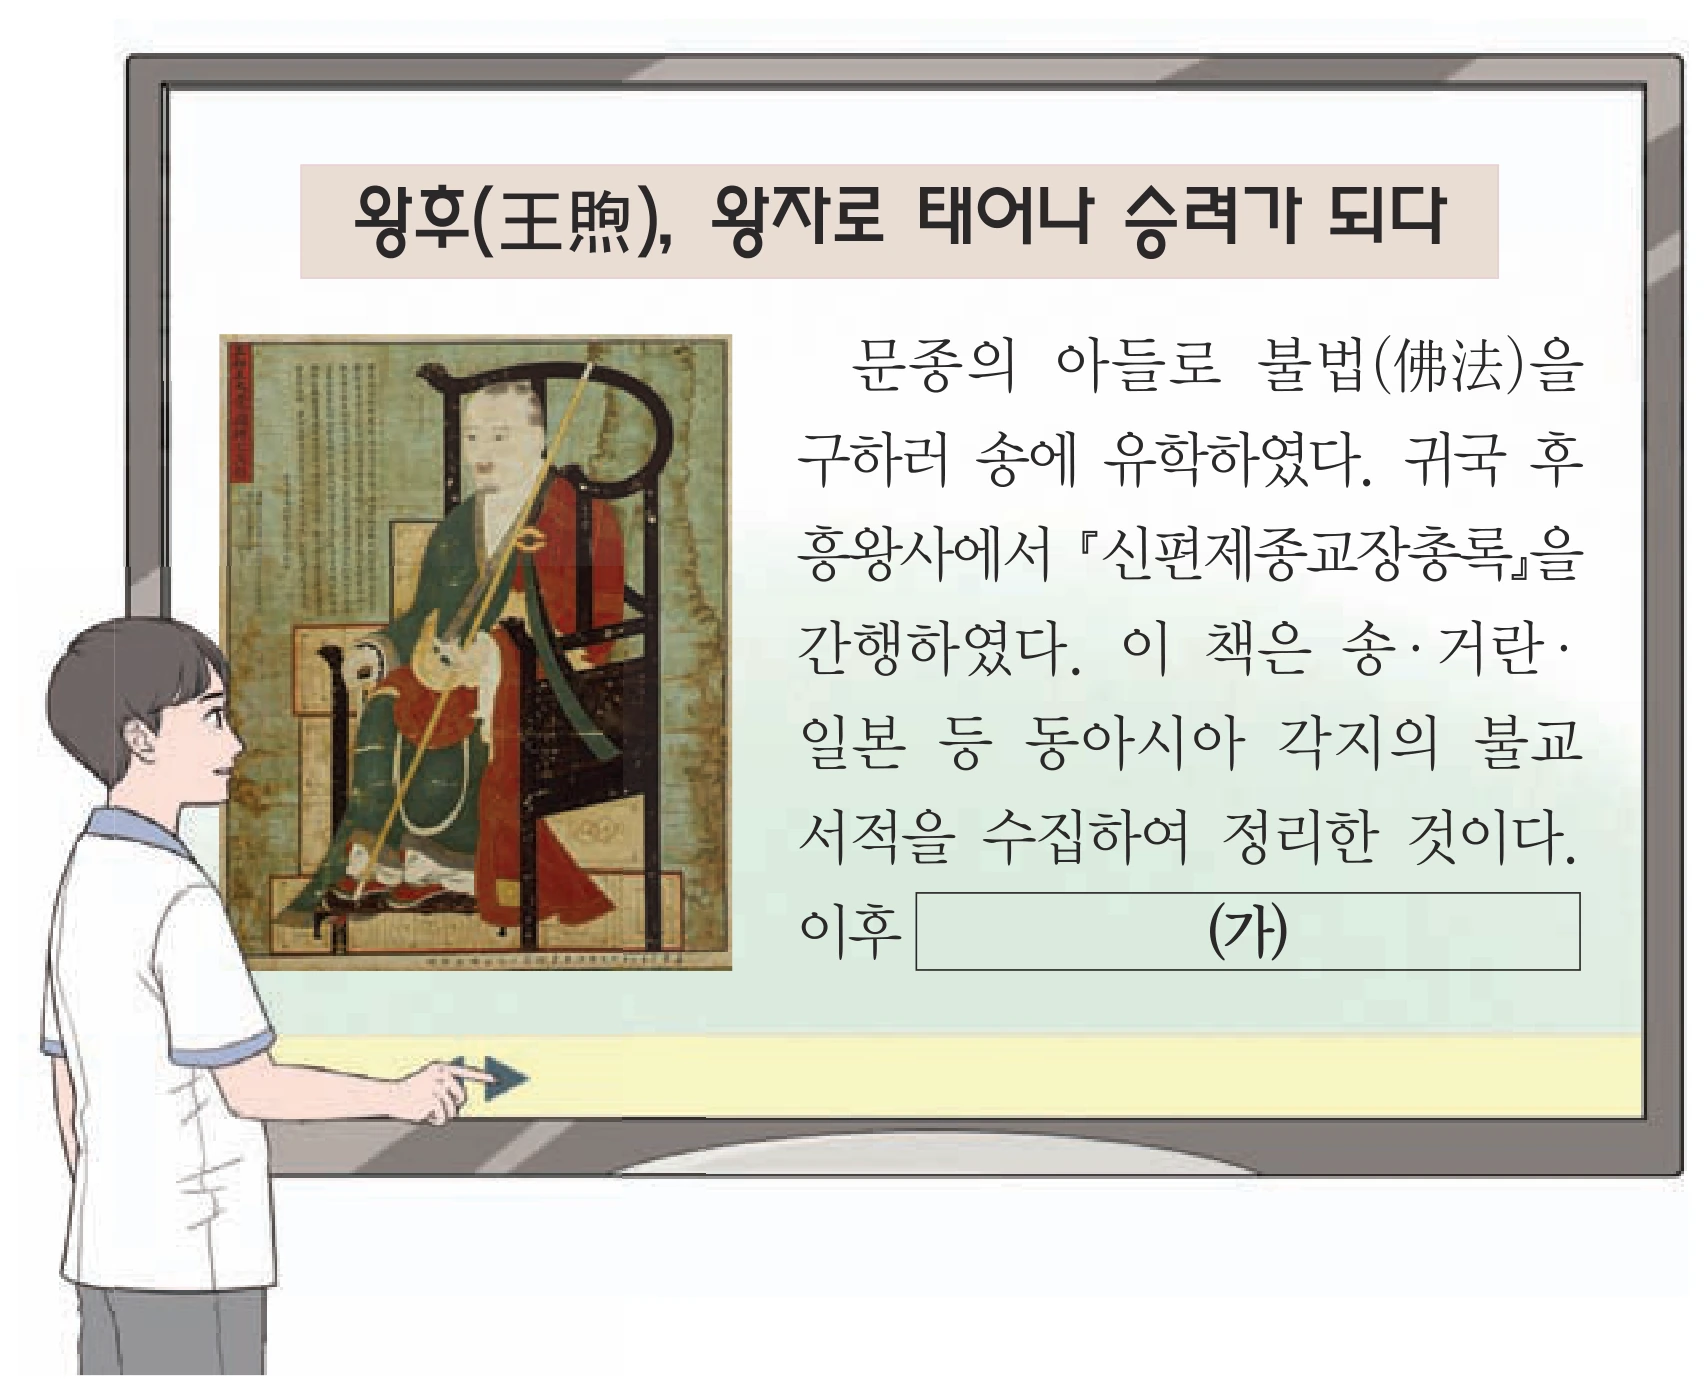 왕후(王煦), 왕자로 태어나 승려가 되다
문종의 아들로 불법(佛法)을
구하러 송에 유학하였다. 귀국 후
흥왕사에서 『신편제종교장총록』을
간행하였다. 이 책은 송·거란·
일본 등 동아시아 각지의 불교
서적을 수집하여 정리한 것이다.
이후 (가)